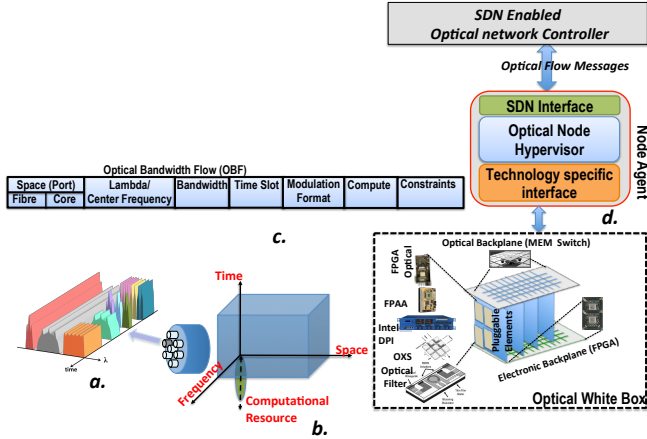 SDN Enabled
Optical network Controller
Optical Flow Messages
SDN Interface
Optical Node
Hypervisor
Technology specific
interface
Node Agent
d.
Optical Bandwidth Flow (OBF)
Space (Port)
Fibre
Core
Lambda/
Center Frequency
Bandwidth
Time Slot
Modulation
Format
Compute
Constraints
c.
time
λ
a.
Time
Space
Frequency
Computational
Resource
b.
Optical Backplane (MEM Switch)
FPGA
Optical
FPAA
Intel
DPI
OXS
Optical
Filter
Pluggable
Elements
Electronic Backplane (FPGA)
Optical White Box